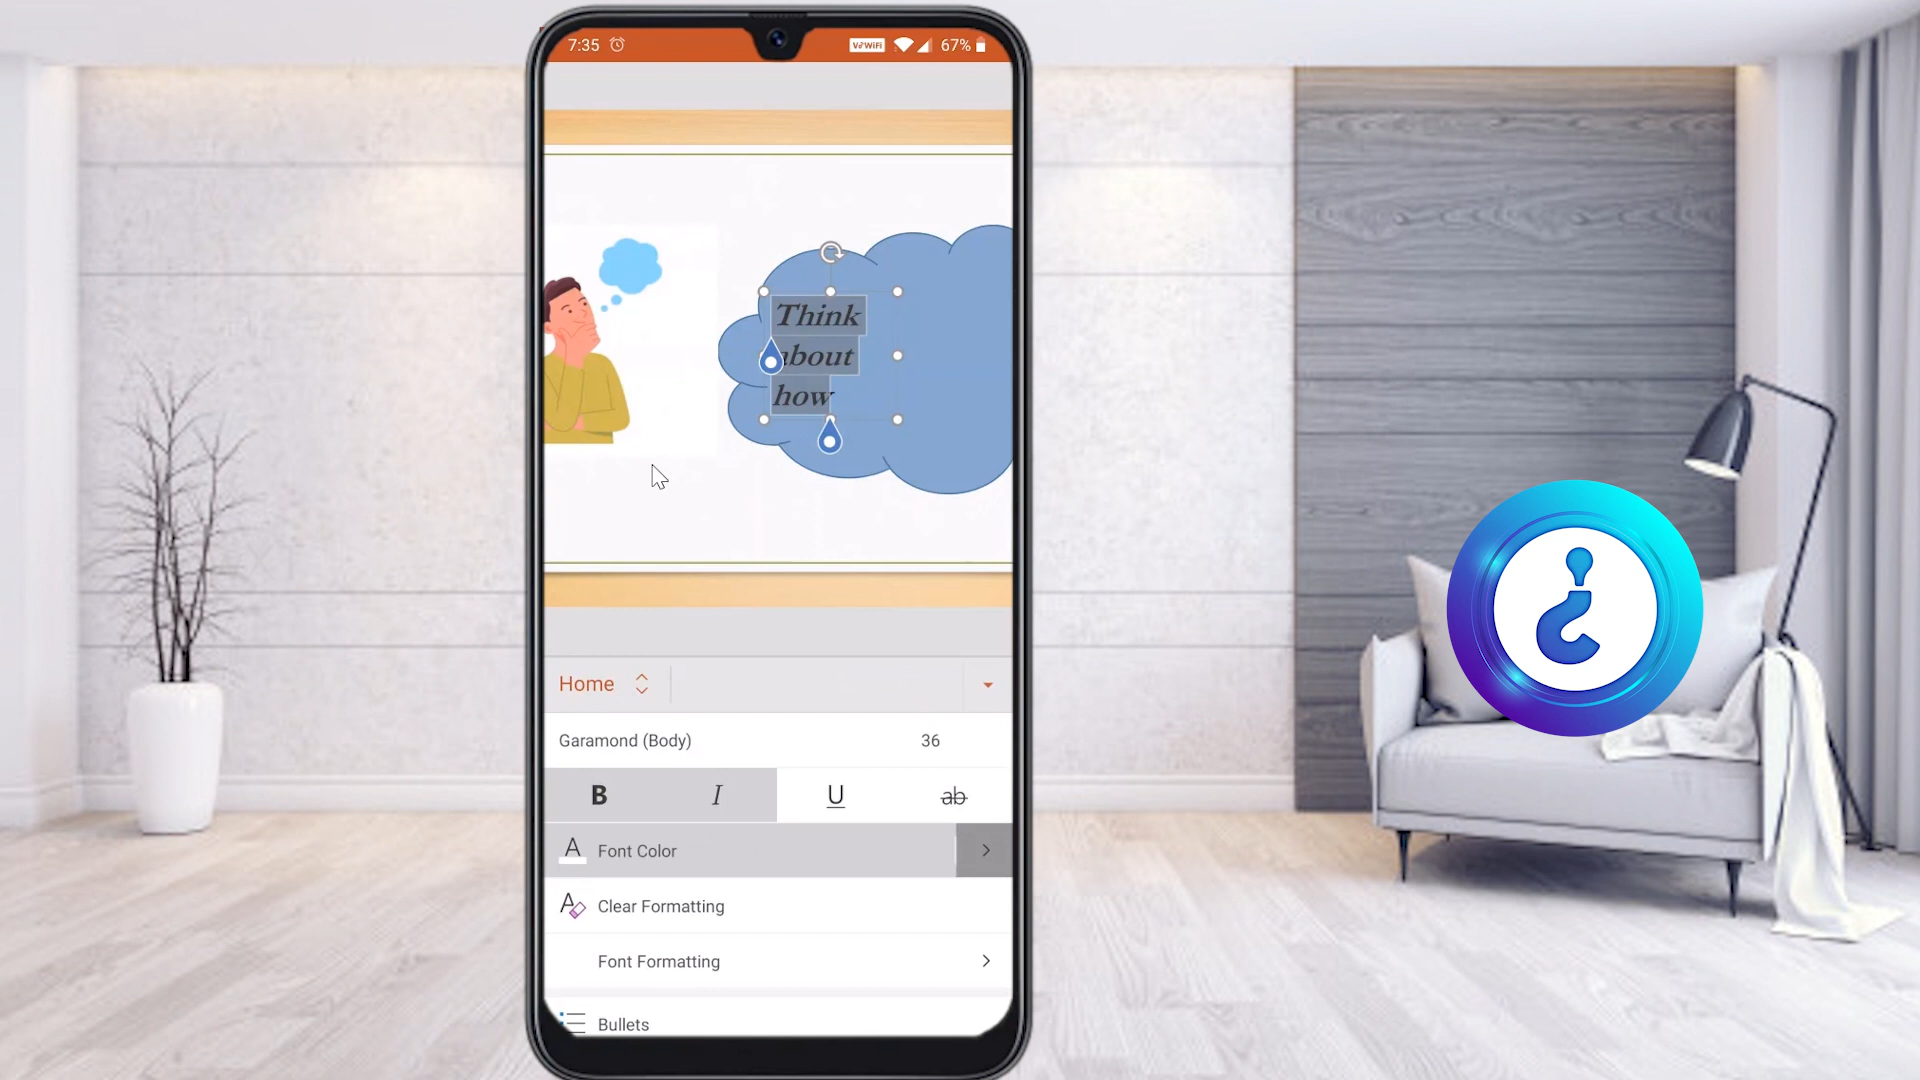 7:35
VoWiFi 67%
Think
about
how
Home
Garamond (Body) 36
B I U ab
A Font Color
A Clear Formatting
Font Formatting
Bullets